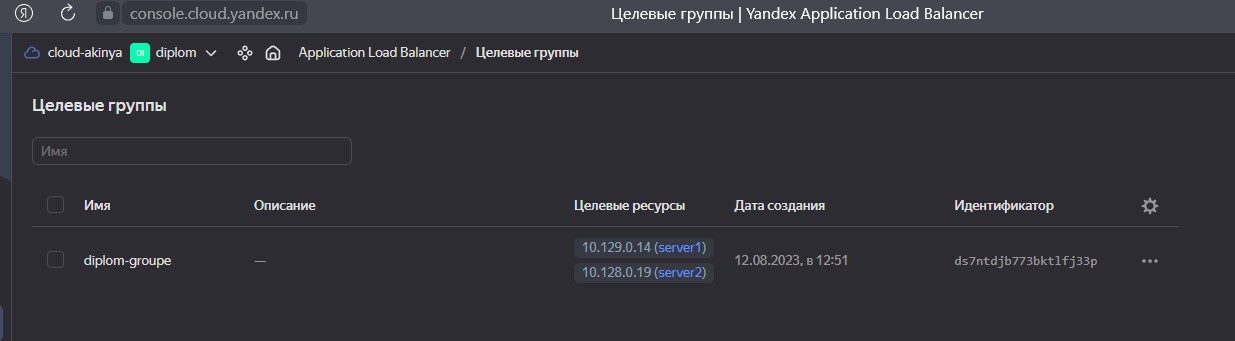 console.cloud.yandex.ru Целевые группы | Yandex Application Load Balancer
cloud-akinya DI diplom Application Load Balancer / Целевые группы
Целевые группы
Имя
Имя Описание Целевые ресурсы Дата создания Идентификатор
diplom-groupe — 10.129.0.14 (server1) 12.08.2023, в 12:51 ds7ntdjb773bktlfj33p
10.128.0.19 (server2)